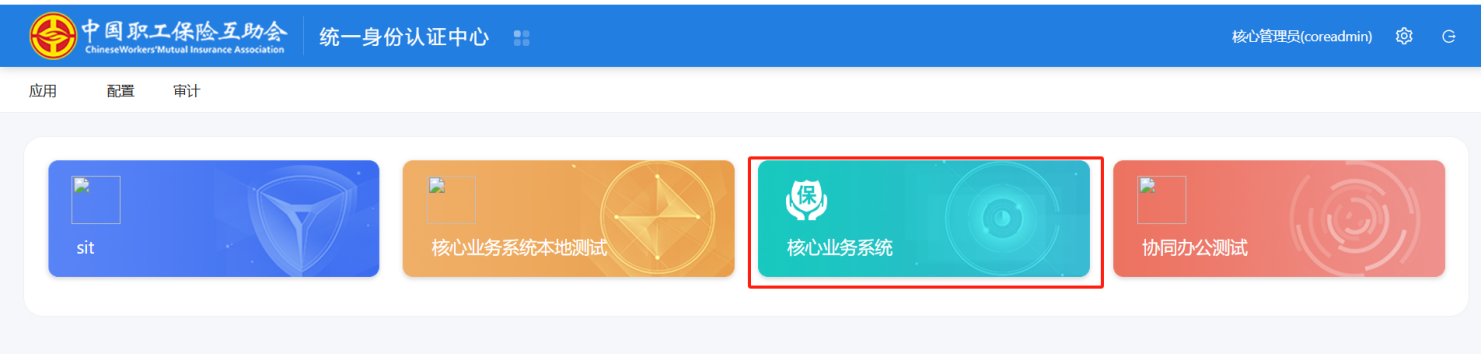 中国职工保险互助会
ChineseWorkers'Mutual Insurance Association
统一身份认证中心
核心管理员(coreadmin)
应用 配置 审计
保
sit
核心业务系统本地测试
核心业务系统
协同办公测试